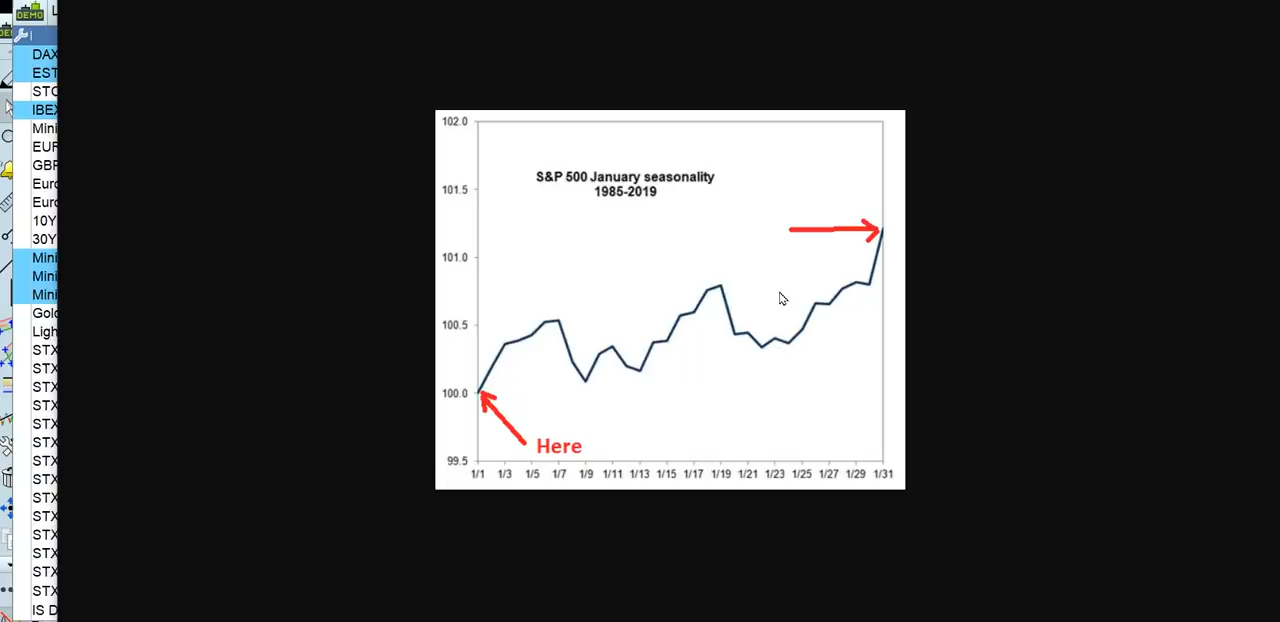 DEMO
DAX
EST
STO
IBEX
Mini
EUR
GBP
Euro
Euro
10Y
30Y
Mini
Mini
Mini
Gold
Ligh
STX
STX
STX
STX
STX
STX
STX
STX
STX
STX
STX
STX
STX
STX
IS D
S&P 500 January seasonality
1985-2019
102.0
101.5
101.0
100.5
100.0
99.5
Here
1/1 1/3 1/5 1/7 1/9 1/11 1/13 1/15 1/17 1/19 1/21 1/23 1/25 1/27 1/29 1/31